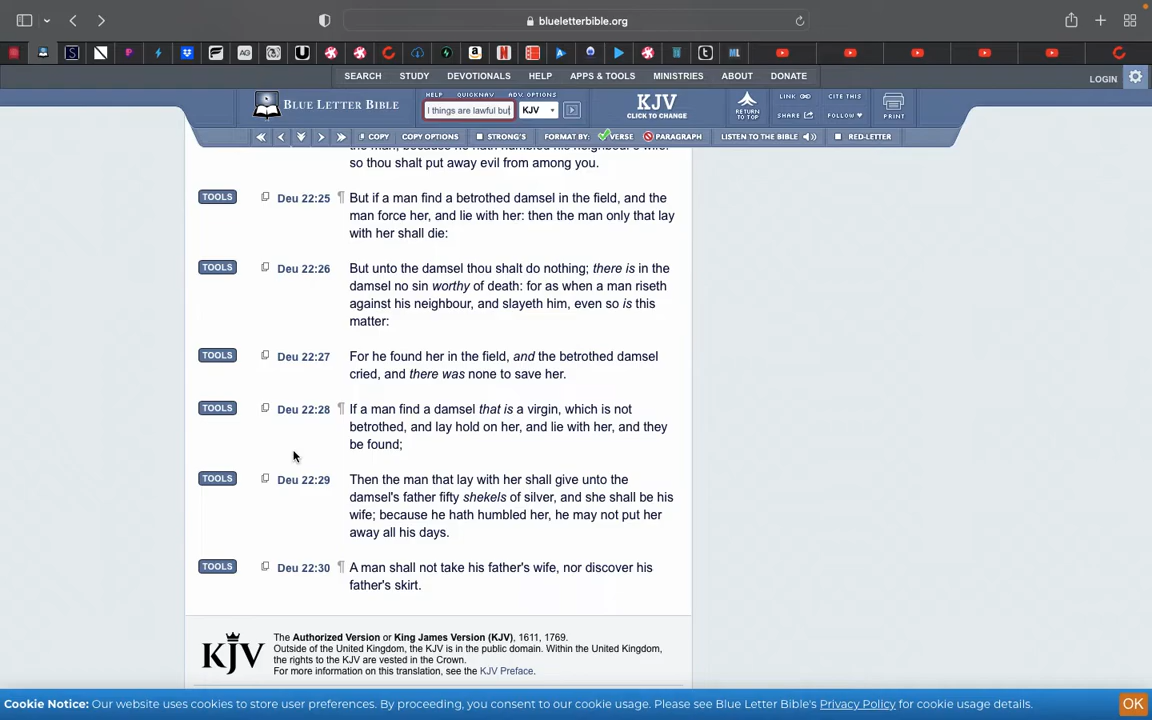 blueletterbible.org
SEARCH STUDY DEVOTIONALS HELP APPS & TOOLS MINISTRIES ABOUT DONATE
LOGIN
HELP QUICKNAV ADV. OPTIONS
BLUE LETTER BIBLE
l things are lawful but
KJV
KJV
CLICK TO CHANGE
RETURN TO TOP
LINK CITE THIS
SHARE FOLLOW
PRINT
COPY COPY OPTIONS STRONG'S FORMAT BY: VERSE PARAGRAPH LISTEN TO THE BIBLE RED-LETTER
so thou shalt put away evil from among you.
TOOLS Deu 22:25 ¶ But if a man find a betrothed damsel in the field, and the
man force her, and lie with her: then the man only that lay
with her shall die:
TOOLS Deu 22:26 But unto the damsel thou shalt do nothing; there is in the
damsel no sin worthy of death: for as when a man riseth
against his neighbour, and slayeth him, even so is this
matter:
TOOLS Deu 22:27 For he found her in the field, and the betrothed damsel
cried, and there was none to save her.
TOOLS Deu 22:28 ¶ If a man find a damsel that is a virgin, which is not
betrothed, and lay hold on her, and lie with her, and they
be found;
TOOLS Deu 22:29 Then the man that lay with her shall give unto the
damsel's father fifty shekels of silver, and she shall be his
wife; because he hath humbled her, he may not put her
away all his days.
TOOLS Deu 22:30 ¶ A man shall not take his father's wife, nor discover his
father's skirt.
KJV
The Authorized Version or King James Version (KJV), 1611, 1769.
Outside of the United Kingdom, the KJV is in the public domain. Within the United Kingdom,
the rights to the KJV are vested in the Crown.
For more information on this translation, see the KJV Preface.
Cookie Notice: Our website uses cookies to store user preferences. By proceeding, you consent to our cookie usage. Please see Blue Letter Bible's Privacy Policy for cookie usage details.
OK